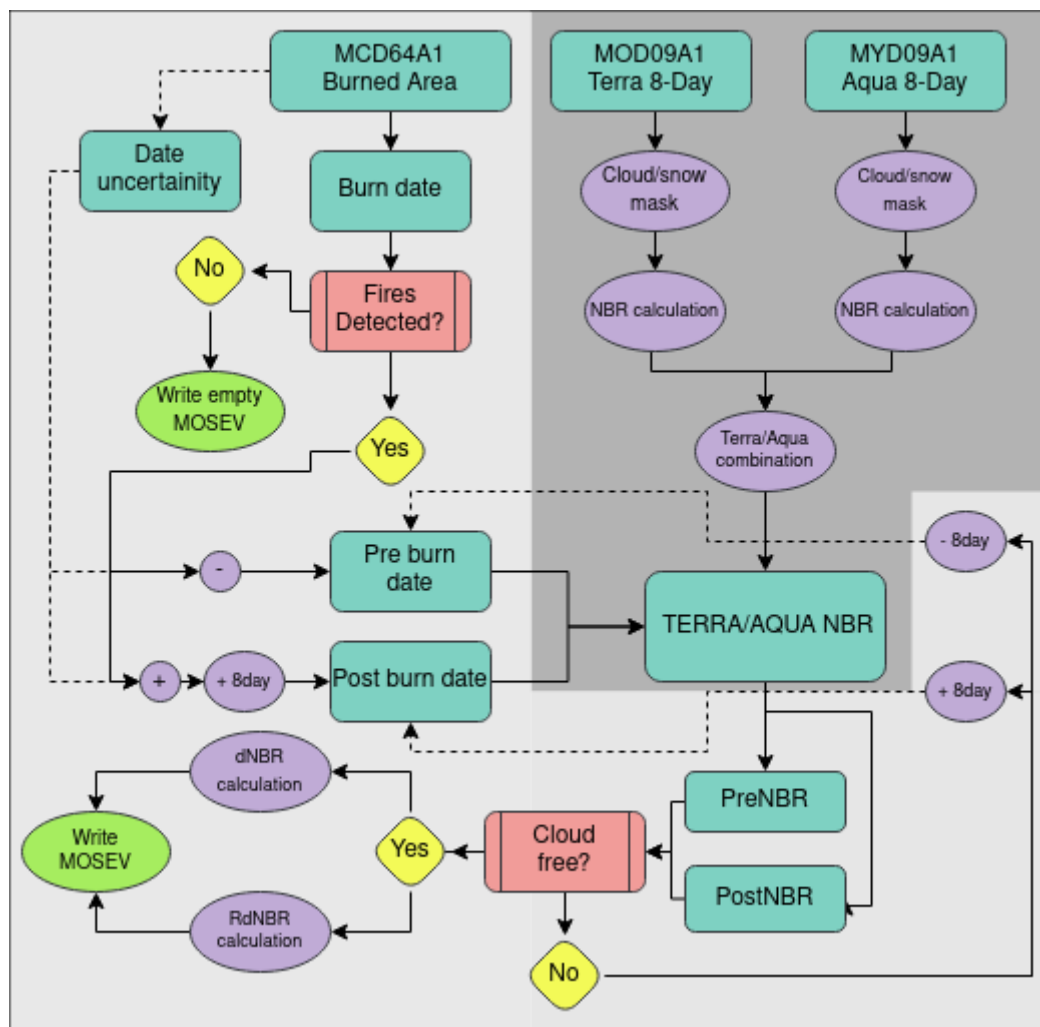 MCD64A1
Burned Area
MOD09A1
Terra 8-Day
MYD09A1
Aqua 8-Day
Date
uncertainity
Burn date
Cloud/snow
mask
Cloud/snow
mask
No
Fires
Detected?
NBR calculation
NBR calculation
Write empty
MOSEV
Yes
Terra/Aqua
combination
-
Pre burn
date
- 8day
TERRA/AQUA NBR
+
+ 8day
Post burn date
+ 8day
dNBR
calculation
PreNBR
Write
MOSEV
Yes
Cloud
free?
PostNBR
RdNBR
calculation
No